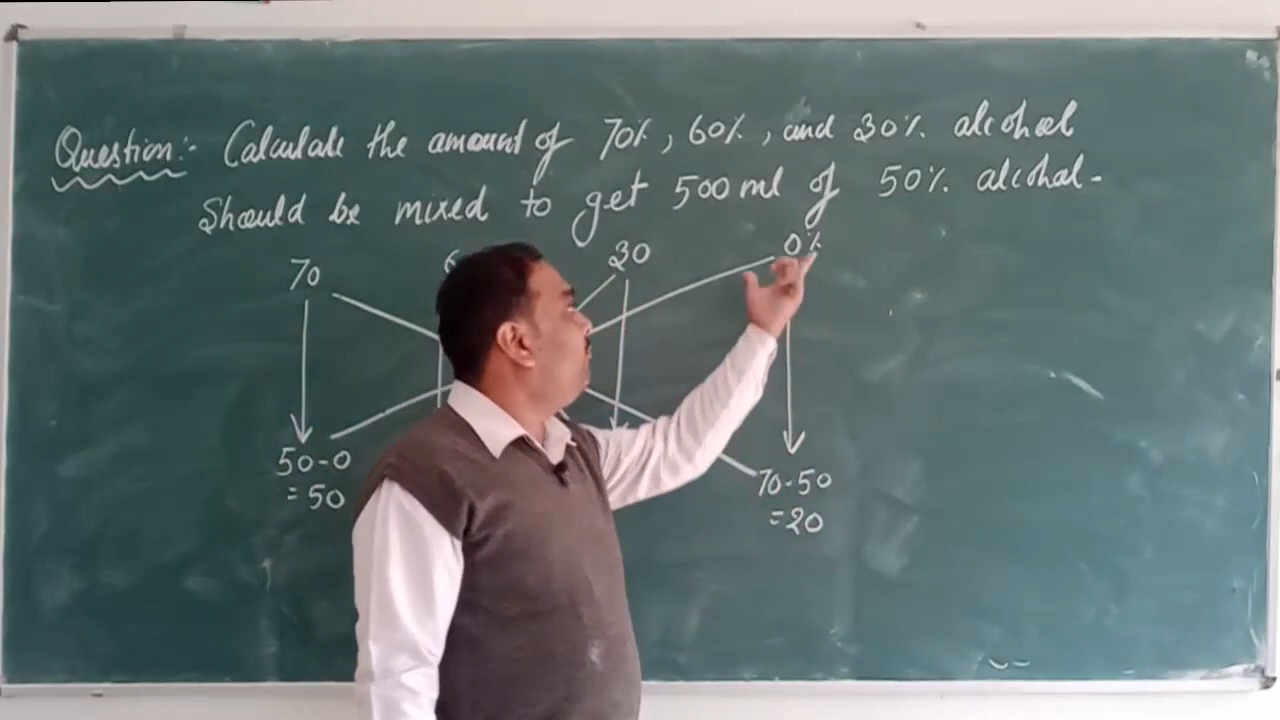 Question:- Calculate the amount of 70%, 60%, and 30% alcohol
Should be mixed to get 500 ml of 50% alcohol.
70 30 0%
50-0 70-50
=50 =20